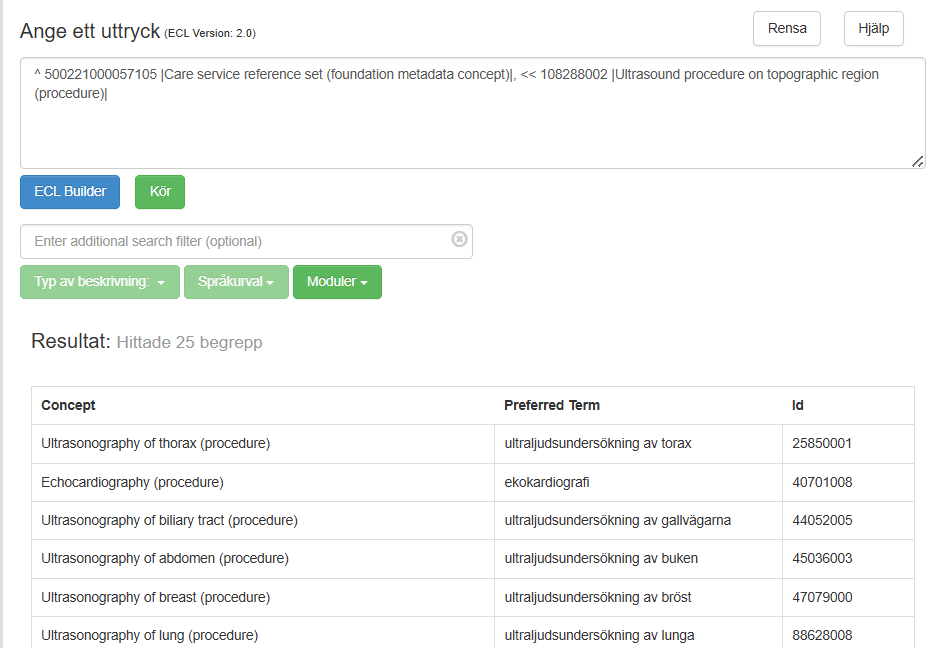 Ange ett uttryck (ECL Version: 2.0) Rensa Hjälp
^ 500221000057105 |Care service reference set (foundation metadata concept)|, << 108288002 |Ultrasound procedure on topographic region
(procedure)|
ECL Builder Kör
Enter additional search filter (optional)
Typ av beskrivning: Språkurval Moduler
Resultat: Hittade 25 begrepp
Concept Preferred Term Id
Ultrasonography of thorax (procedure) ultraljudsundersökning av torax 25850001
Echocardiography (procedure) ekokardiografi 40701008
Ultrasonography of biliary tract (procedure) ultraljudsundersökning av gallvägarna 44052005
Ultrasonography of abdomen (procedure) ultraljudsundersökning av buken 45036003
Ultrasonography of breast (procedure) ultraljudsundersökning av bröst 47079000
Ultrasonography of lung (procedure) ultraljudsundersökning av lunga 88628008